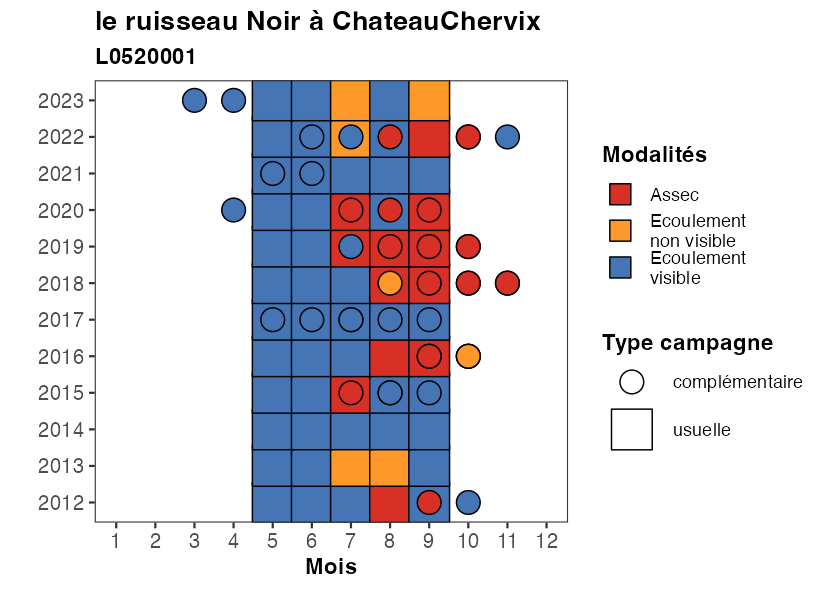 le ruisseau Noir à ChateauChervix
L0520001
2023
2022
2021
2020
2019
2018
2017
2016
2015
2014
2013
2012
1 2 3 4 5 6 7 8 9 10 11 12
Mois
Modalités
Assec
Ecoulement
non visible
Ecoulement
visible
Type campagne
complémentaire
usuelle